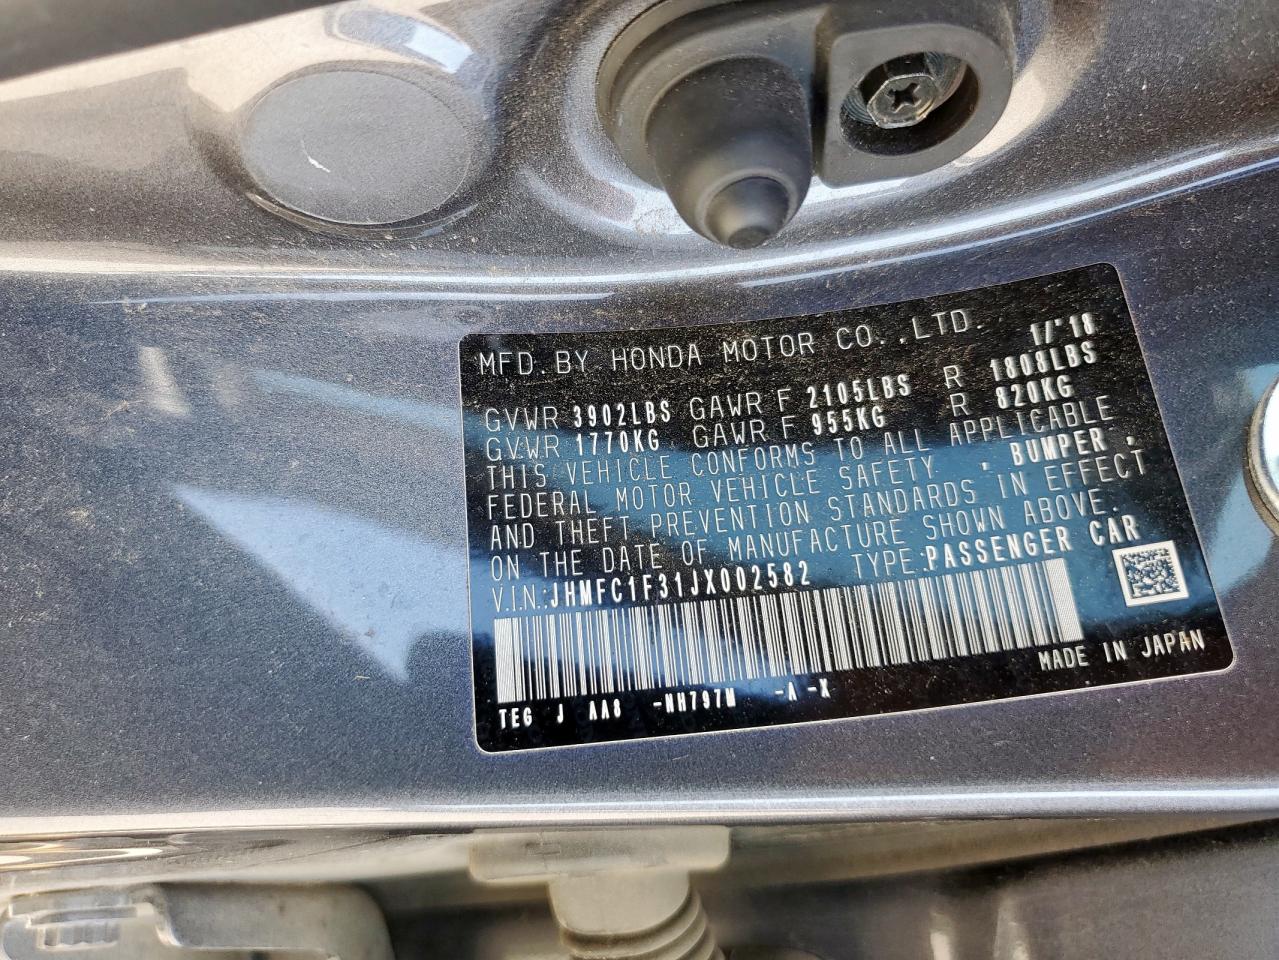 MFD. BY HONDA MOTOR CO., LTD. 1/'18
GVWR 3902LBS GAWR F 2105LBS R 1808LBS
GVWR 1770KG GAWR F 955KG R 820KG
THIS VEHICLE CONFORMS TO ALL APPLICABLE
FEDERAL MOTOR VEHICLE SAFETY , BUMPER ,
AND THEFT PREVENTION STANDARDS IN EFFECT
ON THE DATE OF MANUFACTURE SHOWN ABOVE.
V.I.N.:JHMFC1F31JX002582 TYPE:PASSENGER CAR
TEG J AA8 -NH797M -A -X MADE IN JAPAN